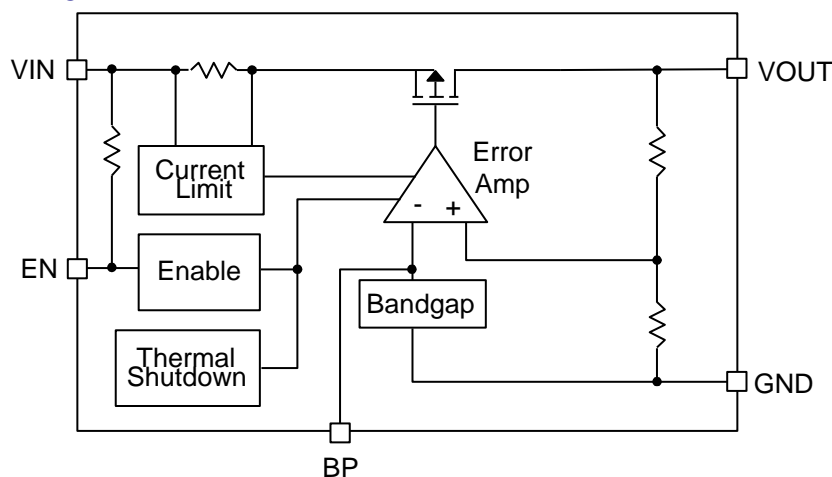 VIN
VOUT
Current
Limit
Error
Amp
- +
EN
Enable
Bandgap
Thermal
Shutdown
GND
BP